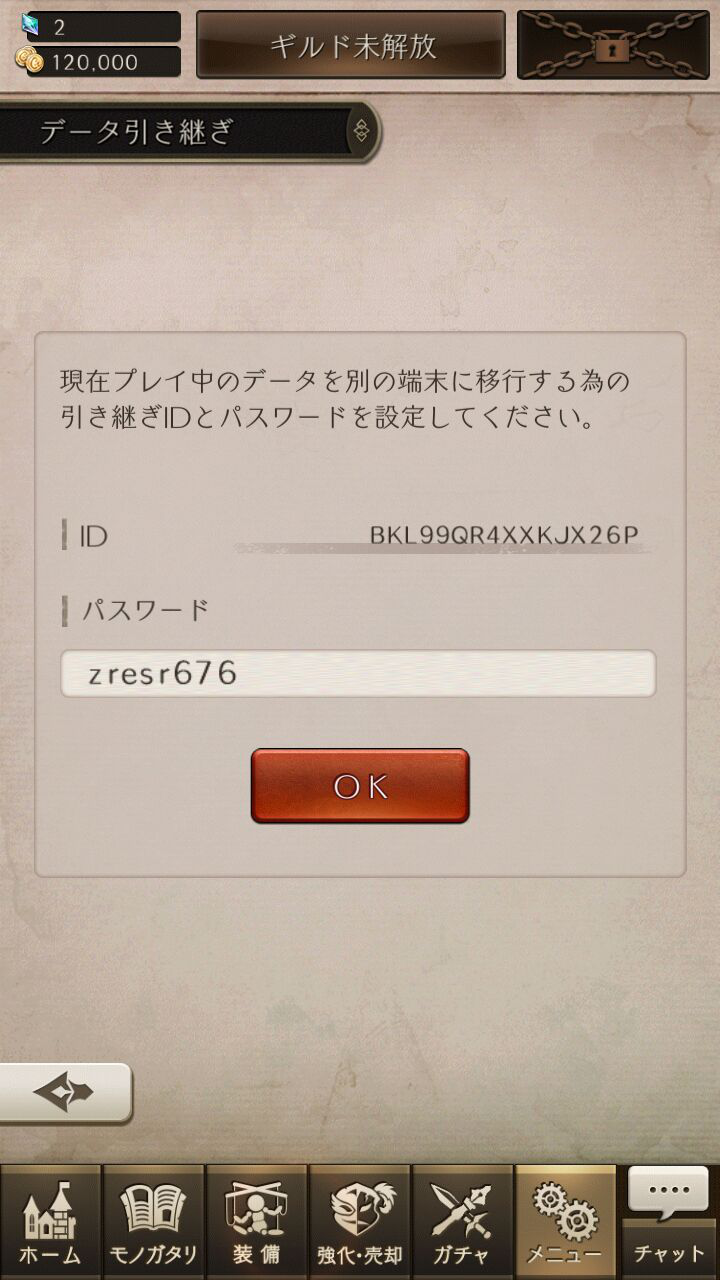 2
120,000
ギルド未解放
データ引き継ぎ
現在プレイ中のデータを別の端末に移行する為の
引き継ぎIDとパスワードを設定してください。
ID
BKL99QR4XXKJX26P
パスワード
zresr676
OK
ホーム
モノガタリ
装備
強化・売却
ガチャ
メニュー
チャット